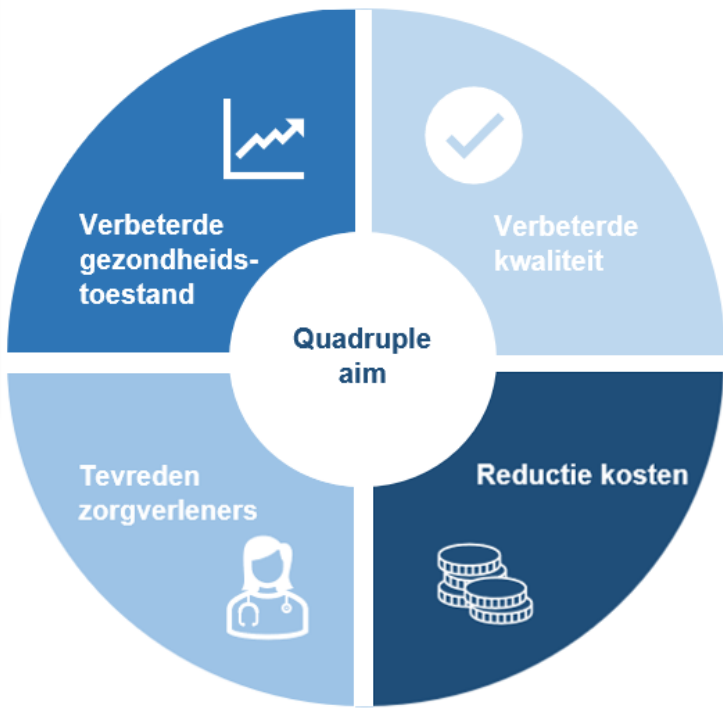 Verbeterde
gezondheids-
toestand
Verbeterde
kwaliteit
Quadruple
aim
Tevreden
zorgverleners
Reductie kosten